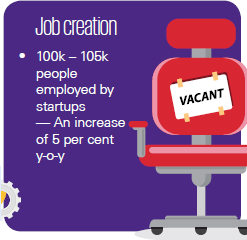 Job creation
• 100k – 105k
people
employed by
startups
— An increase
of 5 per cent
y-o-y
VACANT